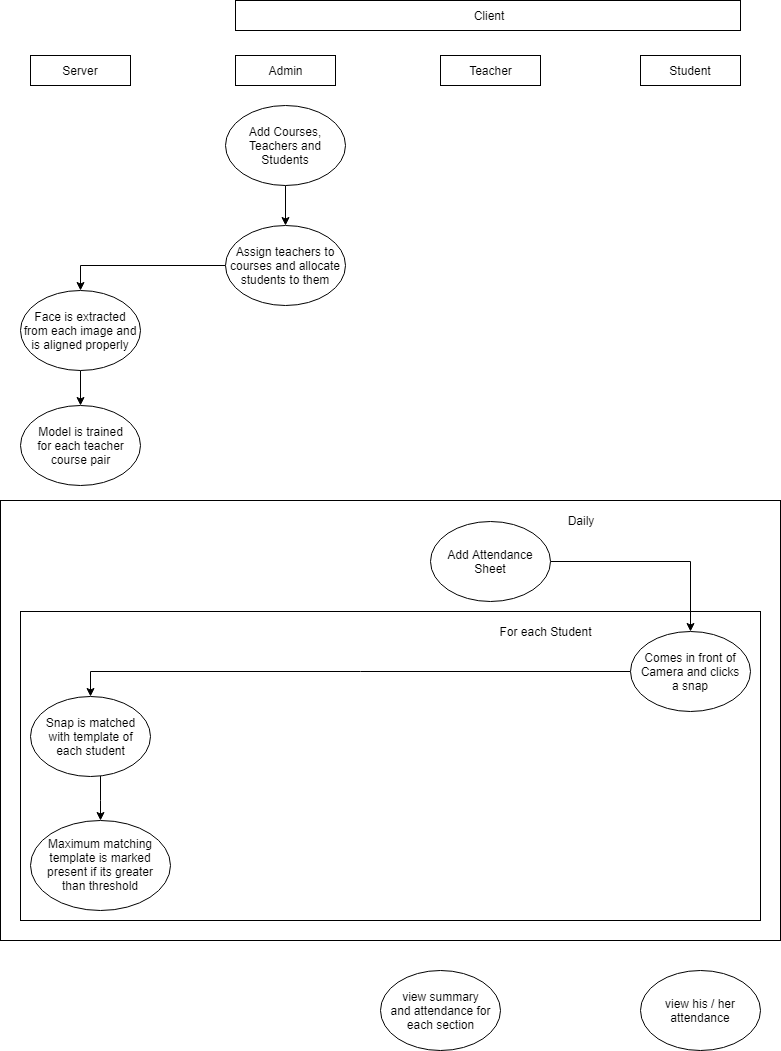 Client
Server
Admin
Teacher
Student
Add Courses,
Teachers and
Students
Assign teachers to
courses and allocate
students to them
Face is extracted
from each image and
is aligned properly
Model is trained
for each teacher
course pair
Daily
Add Attendance
Sheet
For each Student
Comes in front of
Camera and clicks
a snap
Snap is matched
with template of
each student
Maximum matching
template is marked
present if its greater
than threshold
view summary
and attendance for
each section
view his / her
attendance